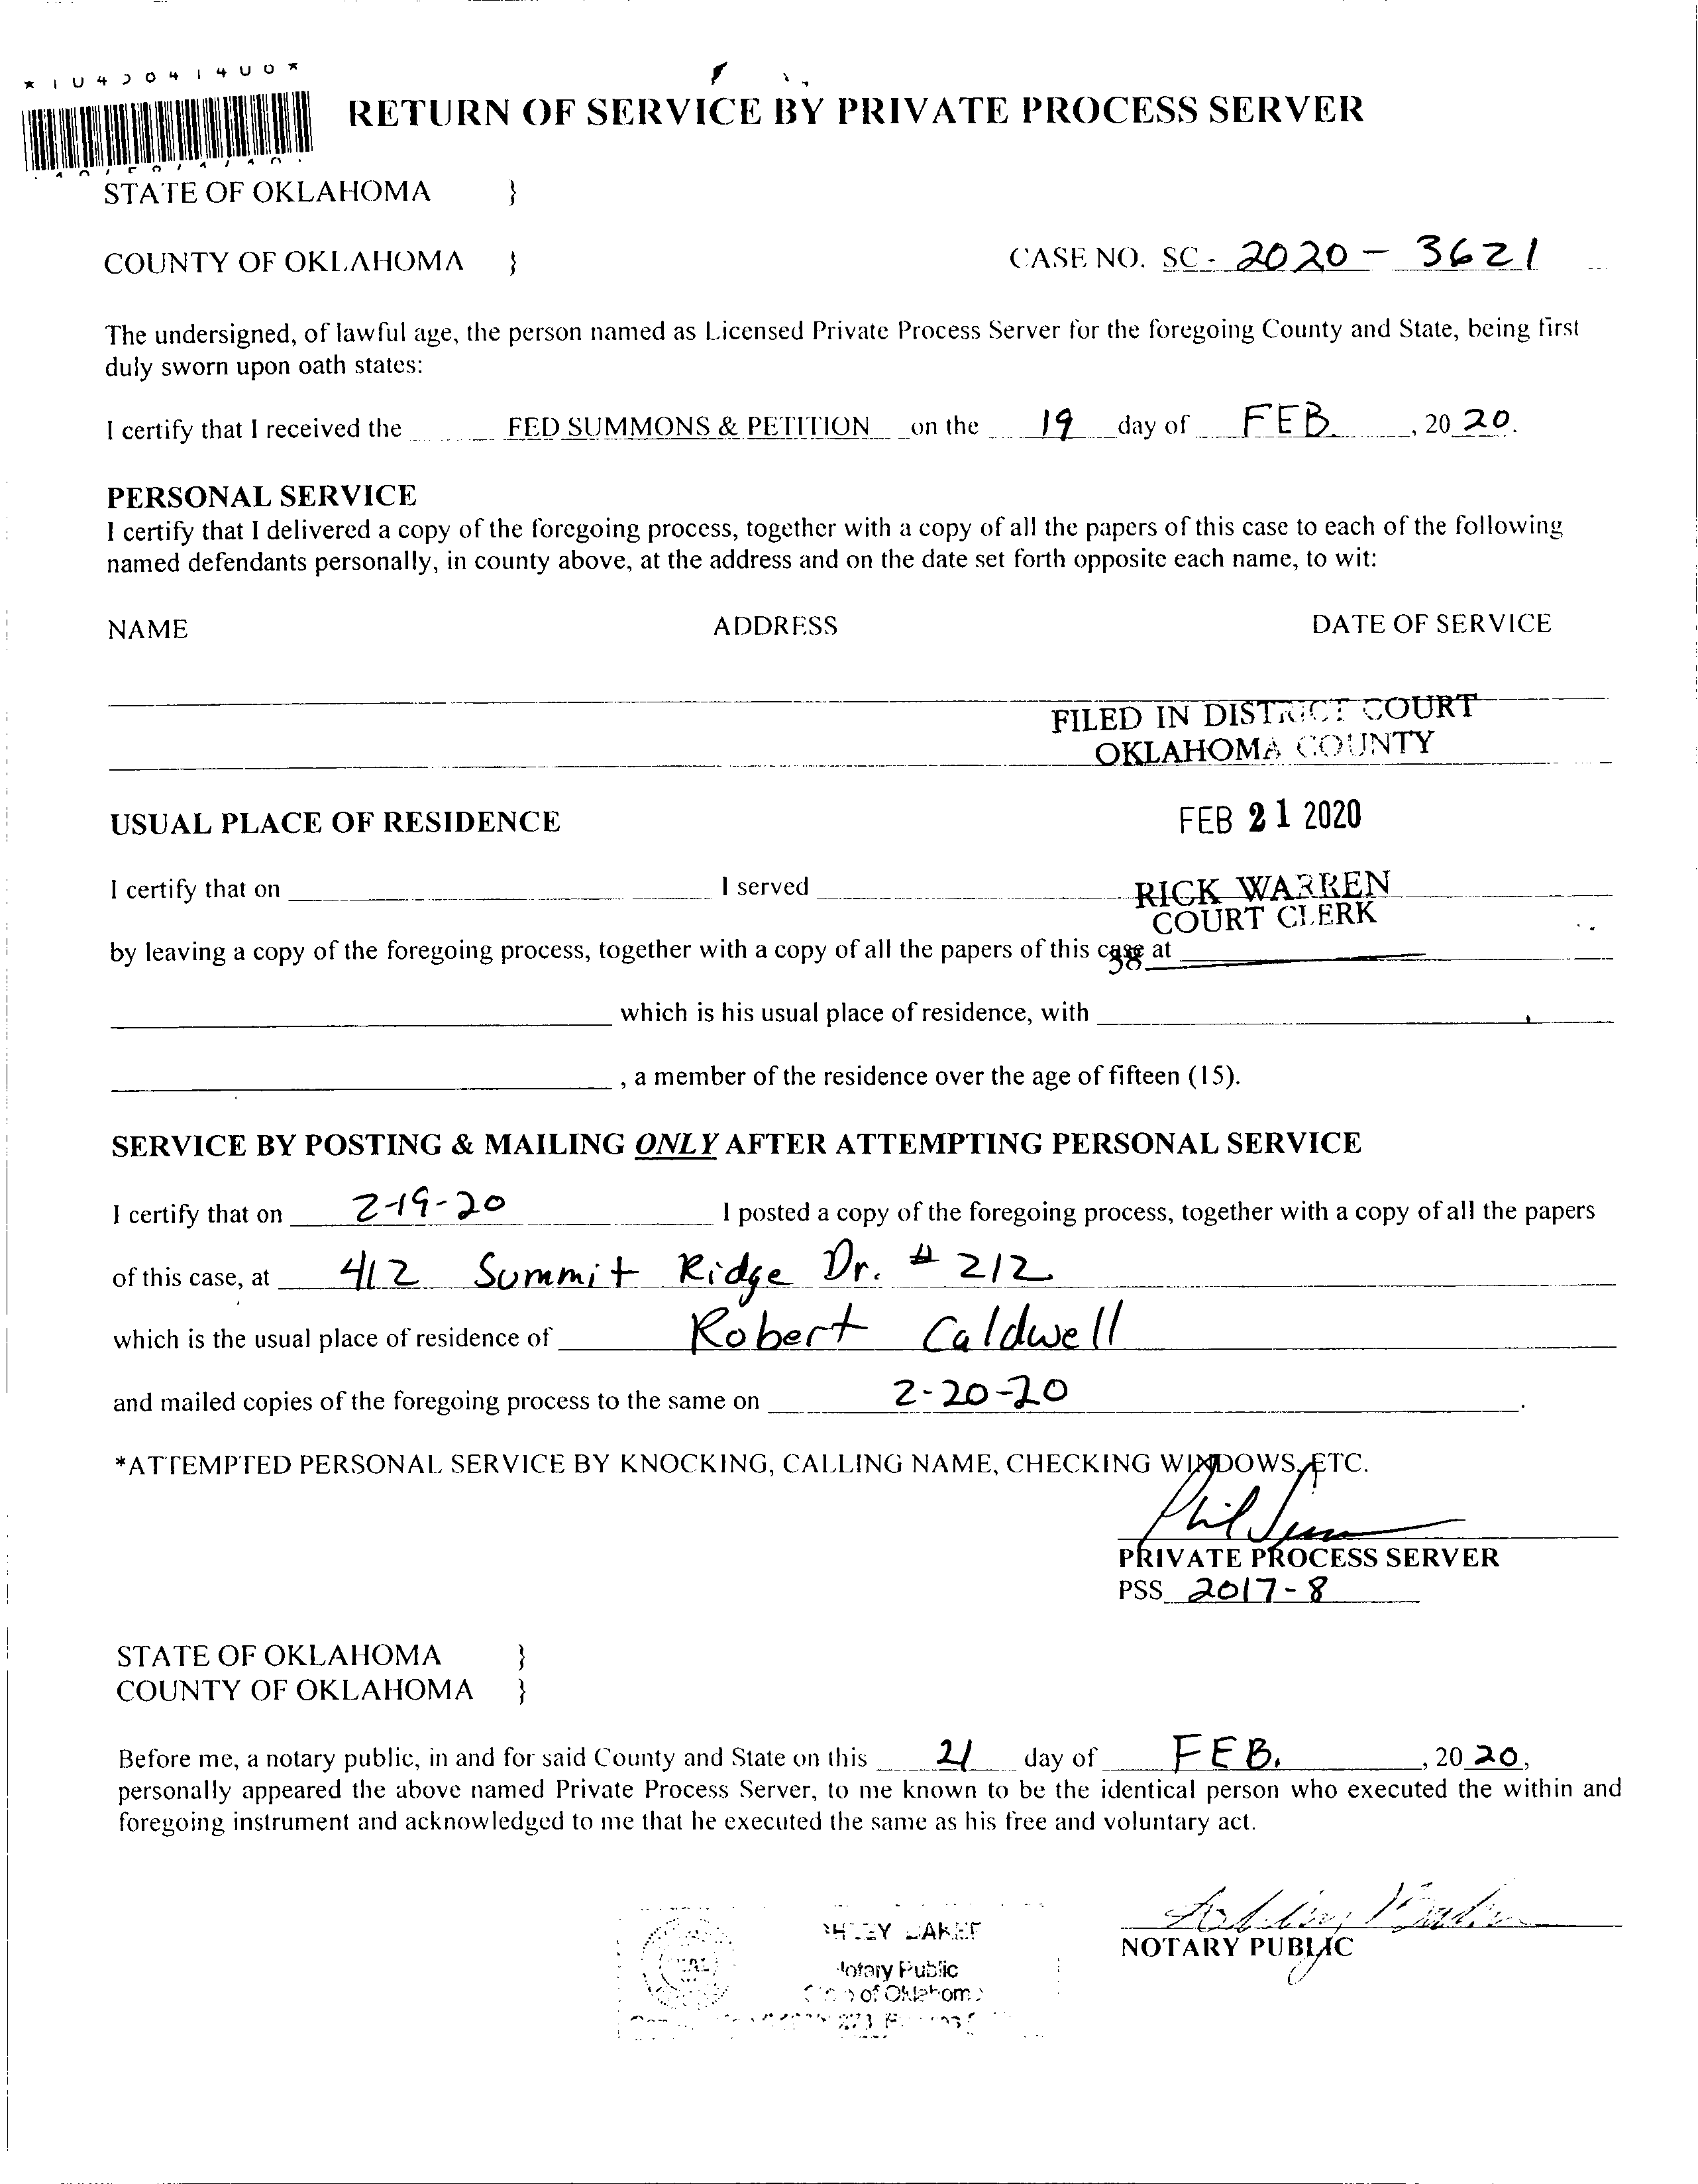 RETURN OF SERVICE BY PRIVATE PROCESS SERVER
STATE OF OKLAHOMA }
COUNTY OF OKLAHOMA } CASE NO. SC - 2020 - 3621
The undersigned, of lawful age, the person named as Licensed Private Process Server for the foregoing County and State, being first
duly sworn upon oath states:
I certify that I received the FED SUMMONS & PETITION on the 19 day of FEB. , 20 20.
PERSONAL SERVICE
I certify that I delivered a copy of the foregoing process, together with a copy of all the papers of this case to each of the following
named defendants personally, in county above, at the address and on the date set forth opposite each name, to wit:
NAME ADDRESS DATE OF SERVICE
FILED IN DISTRICT COURT
OKLAHOMA COUNTY
USUAL PLACE OF RESIDENCE FEB 21 2020
I certify that on I served RICK WARREN
COURT CLERK
by leaving a copy of the foregoing process, together with a copy of all the papers of this case at
38
which is his usual place of residence, with
, a member of the residence over the age of fifteen (15).
SERVICE BY POSTING & MAILING ONLY AFTER ATTEMPTING PERSONAL SERVICE
I certify that on 2-19-20 I posted a copy of the foregoing process, together with a copy of all the papers
of this case, at 412 Summit Ridge Dr. # 212
which is the usual place of residence of Robert Caldwell
and mailed copies of the foregoing process to the same on 2-20-20 .
*ATTEMPTED PERSONAL SERVICE BY KNOCKING, CALLING NAME, CHECKING WINDOWS, ETC.
Phil
PRIVATE PROCESS SERVER
PSS 2017-8
STATE OF OKLAHOMA }
COUNTY OF OKLAHOMA }
Before me, a notary public, in and for said County and State on this 21 day of FEB. , 20 20,
personally appeared the above named Private Process Server, to me known to be the identical person who executed the within and
foregoing instrument and acknowledged to me that he executed the same as his free and voluntary act.
NOTARY PUBLIC
Notary Public
of Oklahoma